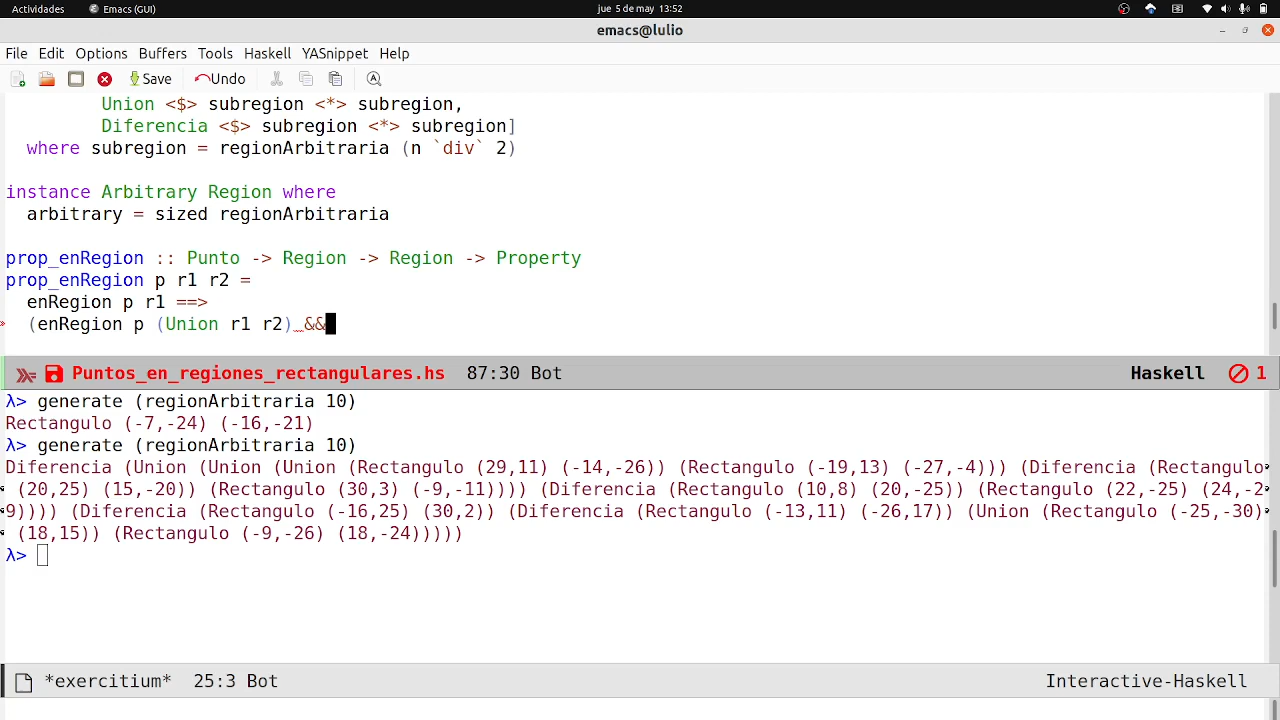 Actividades Emacs (GUI) jue 5 de may 13:52
emacs@lulio
File Edit Options Buffers Tools Haskell YASnippet Help
Save Undo
Union <$> subregion <*> subregion,
Diferencia <$> subregion <*> subregion]
where subregion = regionArbitraria (n `div` 2)
instance Arbitrary Region where
arbitrary = sized regionArbitraria
prop_enRegion :: Punto -> Region -> Region -> Property
prop_enRegion p r1 r2 =
enRegion p r1 ==>
(enRegion p (Union r1 r2) &&
Puntos_en_regiones_rectangulares.hs 87:30 Bot Haskell 1
λ> generate (regionArbitraria 10)
Rectangulo (-7,-24) (-16,-21)
λ> generate (regionArbitraria 10)
Diferencia (Union (Union (Union (Rectangulo (29,11) (-14,-26)) (Rectangulo (-19,13) (-27,-4))) (Diferencia (Rectangulo
(20,25) (15,-20)) (Rectangulo (30,3) (-9,-11)))) (Diferencia (Rectangulo (10,8) (20,-25)) (Rectangulo (22,-25) (24,-2
9)))) (Diferencia (Rectangulo (-16,25) (30,2)) (Diferencia (Rectangulo (-13,11) (-26,17)) (Union (Rectangulo (-25,-30)
(18,15)) (Rectangulo (-9,-26) (18,-24)))))
λ>
*exercitium* 25:3 Bot Interactive-Haskell